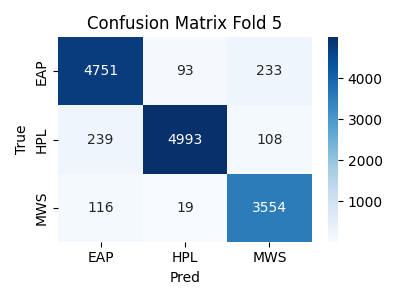 Confusion Matrix Fold 5
True
EAP 4751 93 233
HPL 239 4993 108
MWS 116 19 3554
EAP HPL MWS
Pred
4000
3000
2000
1000